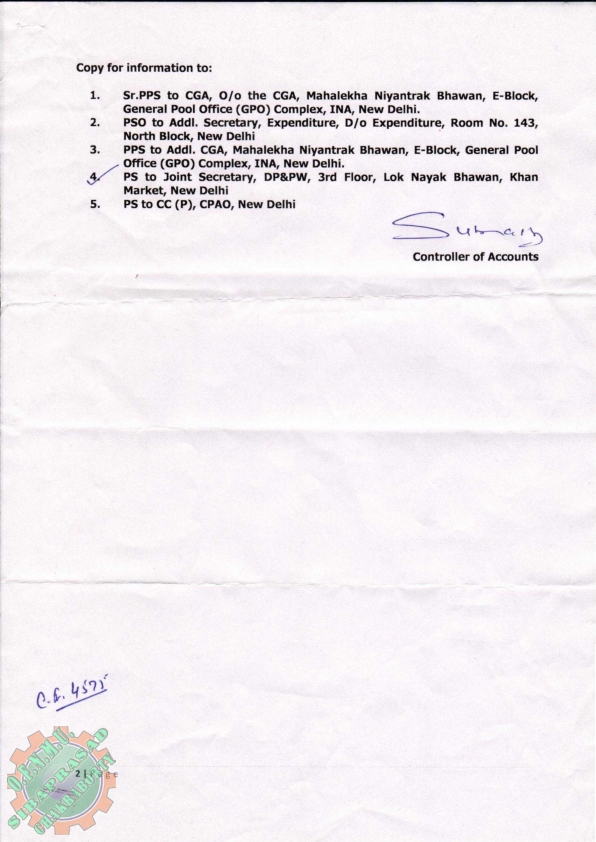 Copy for information to:
1. Sr.PPS to CGA, O/o the CGA, Mahalekha Niyantrak Bhawan, E-Block,
General Pool Office (GPO) Complex, INA, New Delhi.
2. PSO to Addl. Secretary, Expenditure, D/o Expenditure, Room No. 143,
North Block, New Delhi
3. PPS to Addl. CGA, Mahalekha Niyantrak Bhawan, E-Block, General Pool
Office (GPO) Complex, INA, New Delhi.
4. PS to Joint Secretary, DP&PW, 3rd Floor, Lok Nayak Bhawan, Khan
Market, New Delhi
5. PS to CC (P), CPAO, New Delhi
Controller of Accounts
4575
O.F.N.M.U.
SIBAPRASAD
CHAKRABURTY
2 | Page